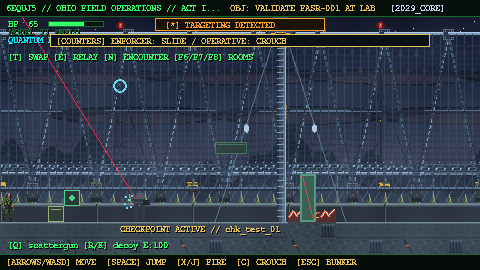 6EQUJ5 // OHIO FIELD OPERATIONS // ACT I... OBJ: VALIDATE FASR-001 AT LAB [2029_CORE]
HP 65
[*] TARGETING DETECTED
QUANTUM
[COUNTERS] ENFORCER: SLIDE / OPERATIVE: CROUCH
[T] SWAP [E] RELAY [N] ENCOUNTER [F6/F7/F8] ROOMS
CHECKPOINT ACTIVE // chk_test_01
[Q] scattergun [R/K] decoy E:100
[ARROWS/WASD] MOVE [SPACE] JUMP [X/J] FIRE [C] CROUCH [ESC] BUNKER